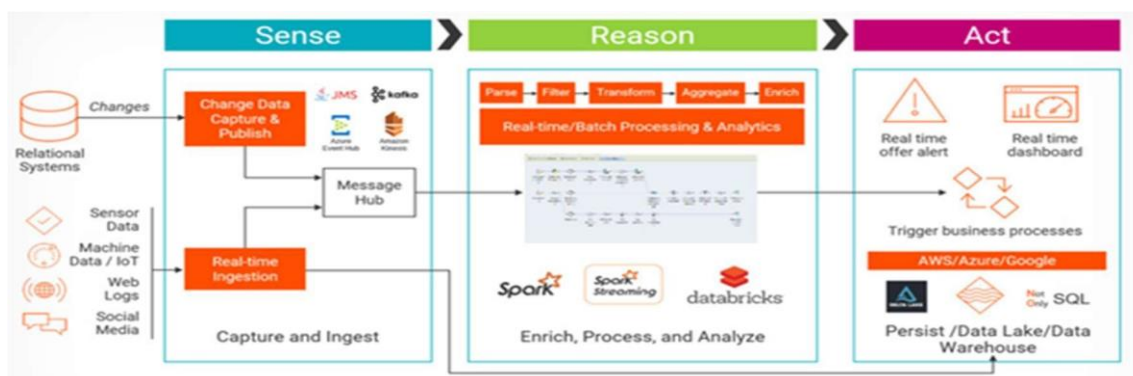 Sense
Reason
Act
Changes
Relational
Systems
Change Data
Capture &
Publish
JMS
kafka
Azure
Event Hub
Amazon
Kinesis
Message
Hub
Sensor
Data
Machine
Data / IoT
Web
Logs
Social
Media
Real-time
Ingestion
Capture and Ingest
Parse
Filter
Transform
Aggregate
Enrich
Real-time/Batch Processing & Analytics
Spark
Spark
Streaming
databricks
Enrich, Process, and Analyze
Real time
offer alert
Real time
dashboard
Trigger business processes
AWS/Azure/Google
DELTA LAKE
Not
Only SQL
Persist /Data Lake/Data
Warehouse